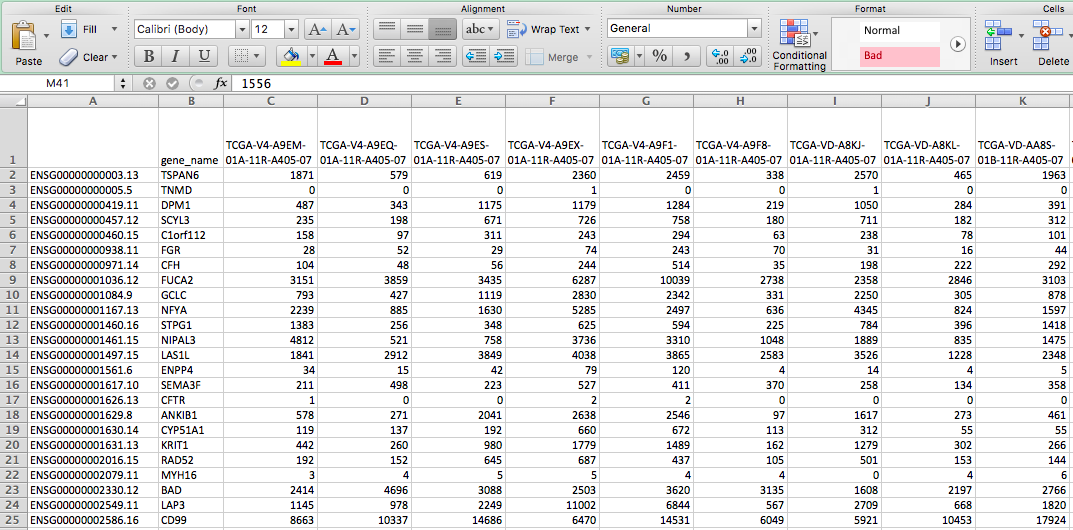 Edit Font Alignment Number Format Cells
Fill Calibri (Body) 12 A A abc Wrap Text General Normal
Paste Clear B I U A Merge % , .0 .00 .00 .0 Conditional Formatting Bad Insert Delete
M41 fx 1556
A B C D E F G H I J K
TCGA-V4-A9EM- TCGA-V4-A9EQ- TCGA-V4-A9ES- TCGA-V4-A9EX- TCGA-V4-A9F1- TCGA-V4-A9F8- TCGA-VD-A8KJ- TCGA-VD-A8KL- TCGA-VD-AA8S-
1 gene_name 01A-11R-A405-07 01A-11R-A405-07 01A-11R-A405-07 01A-11R-A405-07 01A-11R-A405-07 01A-11R-A405-07 01A-11R-A405-07 01A-11R-A405-07 01B-11R-A405-07
2 ENSG00000000003.13 TSPAN6 1871 579 619 2360 2459 338 2570 465 1963
3 ENSG00000000005.5 TNMD 0 0 0 1 0 0 1 0 0
4 ENSG00000000419.11 DPM1 487 343 1175 1179 1284 219 1050 284 391
5 ENSG00000000457.12 SCYL3 235 198 671 726 758 180 711 182 312
6 ENSG00000000460.15 C1orf112 158 97 311 243 294 63 238 78 101
7 ENSG00000000938.11 FGR 28 52 29 74 243 70 31 16 44
8 ENSG00000000971.14 CFH 104 48 56 244 514 35 198 222 292
9 ENSG00000001036.12 FUCA2 3151 3859 3435 6287 10039 2738 2358 2846 3103
10 ENSG00000001084.9 GCLC 793 427 1119 2830 2342 331 2250 305 878
11 ENSG00000001167.13 NFYA 2239 885 1630 5285 2497 636 4345 824 1597
12 ENSG00000001460.16 STPG1 1383 256 348 625 594 225 784 396 1418
13 ENSG00000001461.15 NIPAL3 4812 521 758 3736 3310 1048 1889 835 1475
14 ENSG00000001497.15 LAS1L 1841 2912 3849 4038 3865 2583 3526 1228 2348
15 ENSG00000001561.6 ENPP4 34 15 42 79 120 4 14 4 5
16 ENSG00000001617.10 SEMA3F 211 498 223 527 411 370 258 134 358
17 ENSG00000001626.13 CFTR 1 0 0 2 2 0 0 0 0
18 ENSG00000001629.8 ANKIB1 578 271 2041 2638 2546 97 1617 273 461
19 ENSG00000001630.14 CYP51A1 119 137 192 660 672 113 312 55 55
20 ENSG00000001631.13 KRIT1 442 260 980 1779 1489 162 1279 302 266
21 ENSG00000002016.15 RAD52 192 152 645 687 437 105 501 153 144
22 ENSG00000002079.11 MYH16 3 4 5 5 4 4 0 4 6
23 ENSG00000002330.12 BAD 2414 4696 3088 2503 3620 3135 1608 2197 2766
24 ENSG00000002549.11 LAP3 1145 978 2249 11002 6844 567 2709 668 1820
25 ENSG00000002586.16 CD99 8663 10337 14686 6470 14531 6049 5921 10453 17924